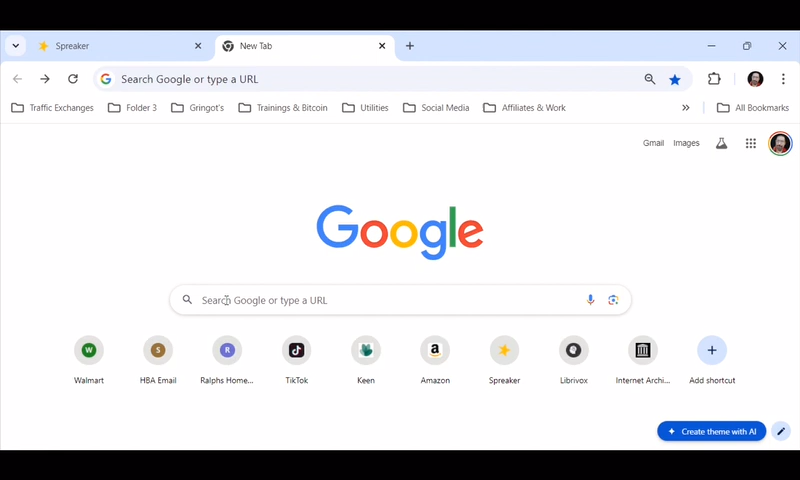 Spreaker
New Tab
Search Google or type a URL
Traffic Exchanges
Folder 3
Gringot's
Trainings & Bitcoin
Utilities
Social Media
Affiliates & Work
All Bookmarks
Gmail
Images
Google
Search Google or type a URL
W
S
R
a
Walmart
HBA Email
Ralphs Home...
TikTok
Keen
Amazon
Spreaker
Librivox
Internet Archi...
Add shortcut
Create theme with AI